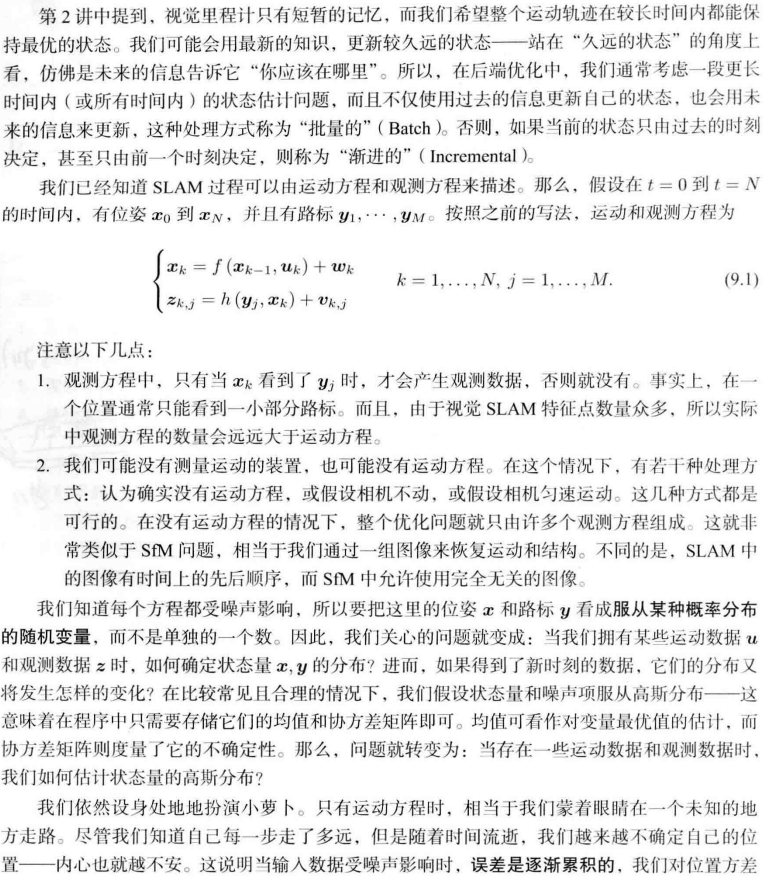 第 2 讲中提到，视觉里程计只有短暂的记忆，而我们希望整个运动轨迹在较长时间内都能保
持最优的状态。我们可能会用最新的知识，更新较久远的状态——站在“久远的状态”的角度上
看，仿佛是未来的信息告诉它“你应该在哪里”。所以，在后端优化中，我们通常考虑一段更长
时间内（或所有时间内）的状态估计问题，而且不仅使用过去的信息更新自己的状态，也会用未
来的信息来更新，这种处理方式称为“批量的”（Batch）。否则，如果当前的状态只由过去的时刻
决定，甚至只由前一个时刻决定，则称为“渐进的”（Incremental）。
我们已经知道 SLAM 过程可以由运动方程和观测方程来描述。那么，假设在 t = 0 到 t = N
的时间内，有位姿 x₀ 到 x_N，并且有路标 y₁, ⋯ , y_M。按照之前的写法，运动和观测方程为
x_k = f (x_{k−1}, u_k) + w_k
z_{k,j} = h (y_j, x_k) + v_{k,j}
k = 1, . . . , N, j = 1, . . . , M. (9.1)
注意以下几点：
1. 观测方程中，只有当 x_k 看到了 y_j 时，才会产生观测数据，否则就没有。事实上，在一
个位置通常只能看到一小部分路标。而且，由于视觉 SLAM 特征点数量众多，所以实际
中观测方程的数量会远远大于运动方程。
2. 我们可能没有测量运动的装置，也可能没有运动方程。在这个情况下，有若干种处理方
式：认为确实没有运动方程，或假设相机不动，或假设相机匀速运动。这几种方式都是
可行的。在没有运动方程的情况下，整个优化问题就只由许多个观测方程组成。这就非
常类似于 SfM 问题，相当于我们通过一组图像来恢复运动和结构。不同的是，SLAM 中
的图像有时间上的先后顺序，而 SfM 中允许使用完全无关的图像。
我们知道每个方程都受噪声影响，所以要把这里的位姿 x 和路标 y 看成服从某种概率分布
的随机变量，而不是单独的一个数。因此，我们关心的问题就变成：当我们拥有某些运动数据 u
和观测数据 z 时，如何确定状态量 x, y 的分布？进而，如果得到了新时刻的数据，它们的分布又
将发生怎样的变化？在比较常见且合理的情况下，我们假设状态量和噪声项服从高斯分布——这
意味着在程序中只需要存储它们的均值和协方差矩阵即可。均值可看作对变量最优值的估计，而
协方差矩阵则度量了它的不确定性。那么，问题就转变为：当存在一些运动数据和观测数据时，
我们如何估计状态量的高斯分布？
我们依然设身处地地扮演小萝卜。只有运动方程时，相当于我们蒙着眼睛在一个未知的地
方走路。尽管我们知道自己每一步走了多远，但是随着时间流逝，我们越来越不确定自己的位
置——内心也就越不安。这说明当输入数据受噪声影响时，误差是逐渐累积的，我们对位置方差